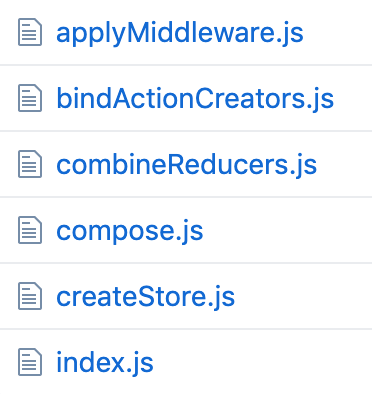 applyMiddleware.js
bindActionCreators.js
combineReducers.js
compose.js
createStore.js
index.js